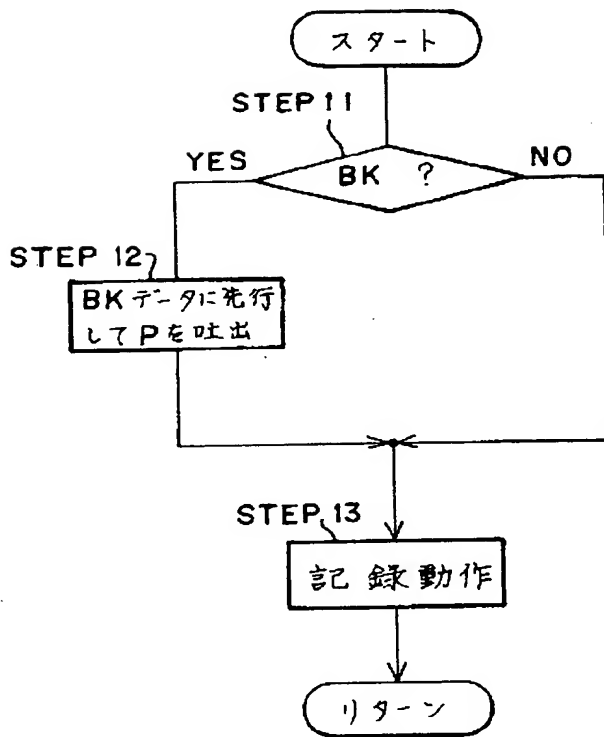 スタート
STEP 11
YES
BK ?
NO
STEP 12
BKデータに先行
してPを吐出
STEP 13
記録動作
リターン